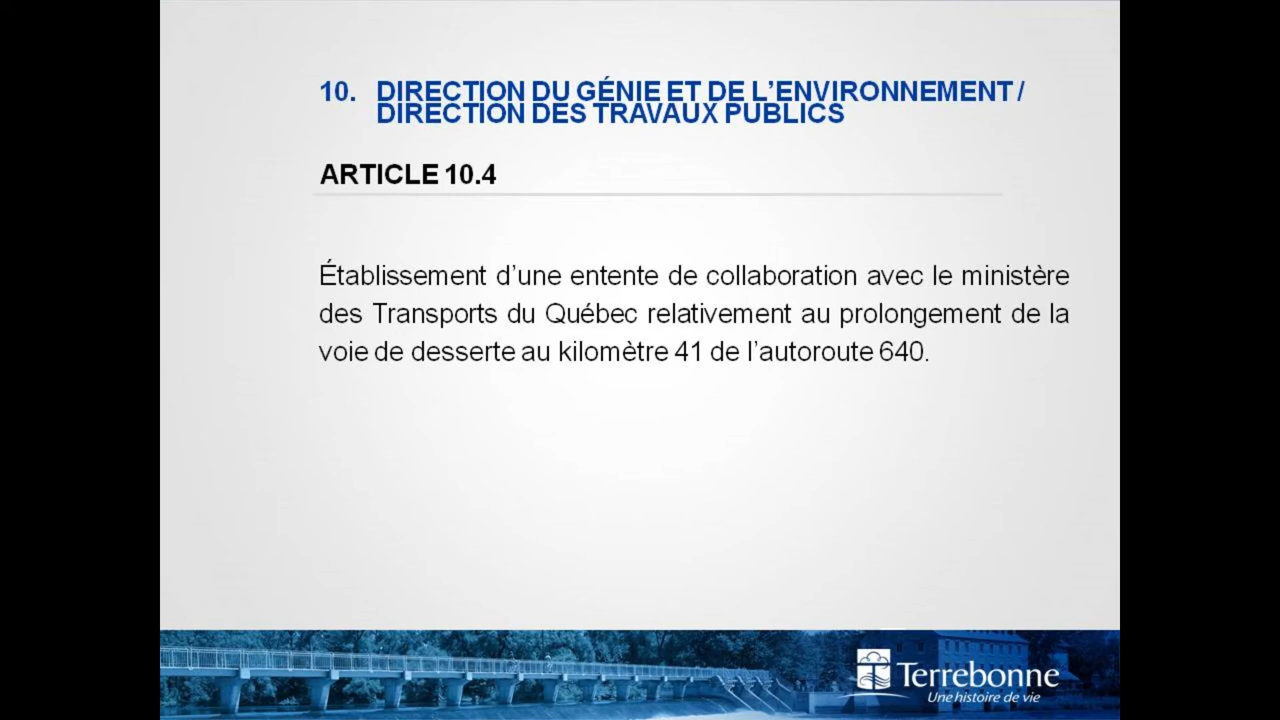 10. DIRECTION DU GÉNIE ET DE L’ENVIRONNEMENT /
DIRECTION DES TRAVAUX PUBLICS
ARTICLE 10.4
Établissement d’une entente de collaboration avec le ministère
des Transports du Québec relativement au prolongement de la
voie de desserte au kilomètre 41 de l’autoroute 640.
Terrebonne
Une histoire de vie